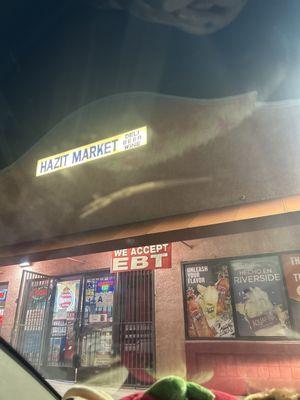 HAZIT MARKET
DELI
BEER
WINE
WE ACCEPT
EBT
UNLEASH
YOUR
FLAVOR
HECHO EN
RIVERSIDE